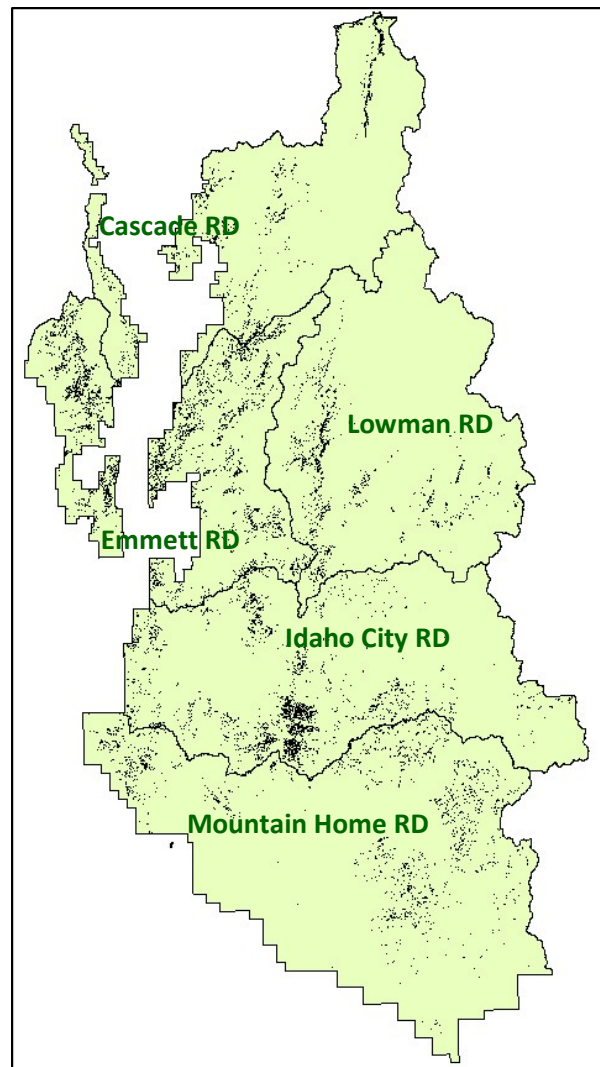 Cascade RD
Lowman RD
Emmett RD
Idaho City RD
Mountain Home RD